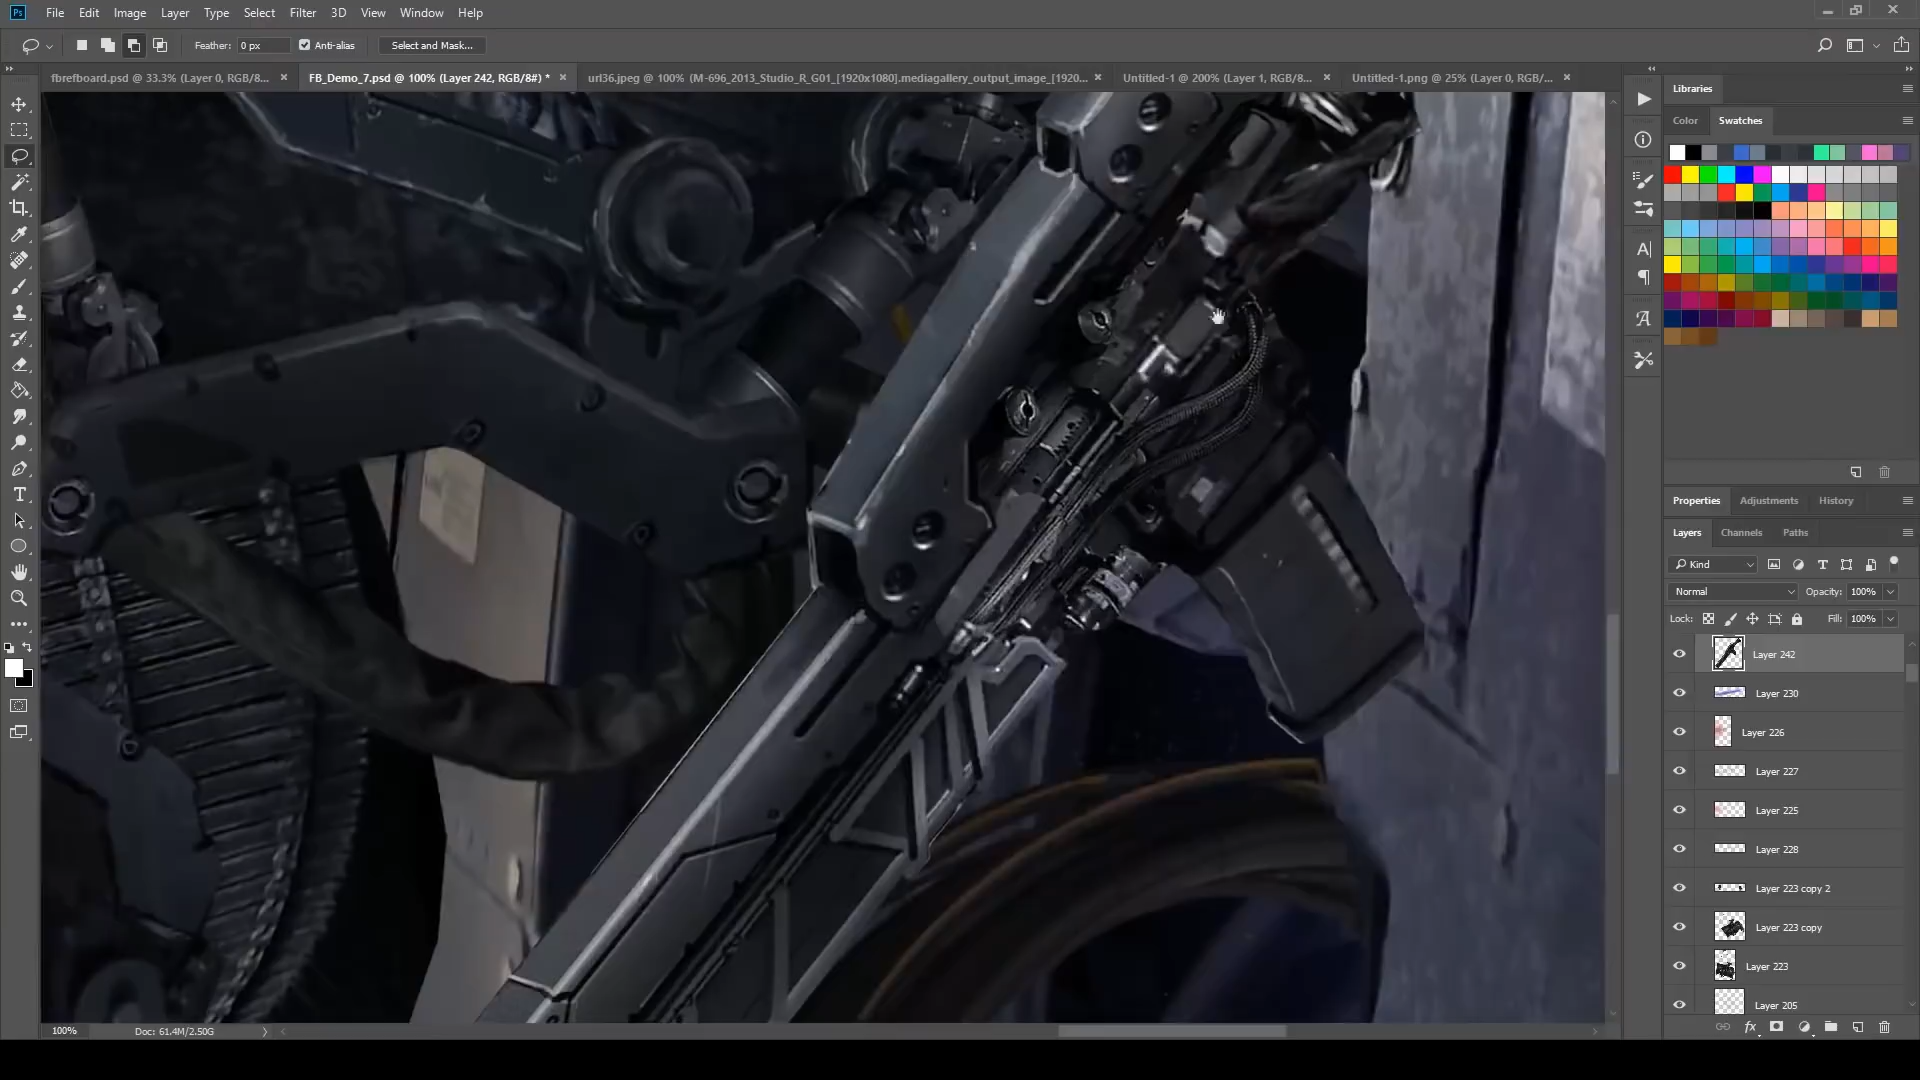 Ps File Edit Image Layer Type Select Filter 3D View Window Help
Feather: 0 px Anti-alias Select and Mask...
fbrefboard.psd @ 33.3% (Layer 0, RGB/8... × FB_Demo_7.psd @ 100% (Layer 242, RGB/8#) * × url36.jpeg @ 100% (M-696_2013_Studio_R_G01_[1920x1080].mediagallery_output_image_[1920... × Untitled-1 @ 200% (Layer 1, RGB/8... × Untitled-1.png @ 25% (Layer 0, RGB/... ×
Libraries
Color Swatches
Properties Adjustments History
Layers Channels Paths
Kind
Normal Opacity: 100%
Lock: Fill: 100%
Layer 242
Layer 230
Layer 226
Layer 227
Layer 225
Layer 228
Layer 223 copy 2
Layer 223 copy
Layer 223
Layer 205
100% Doc: 61.4M/2.50G